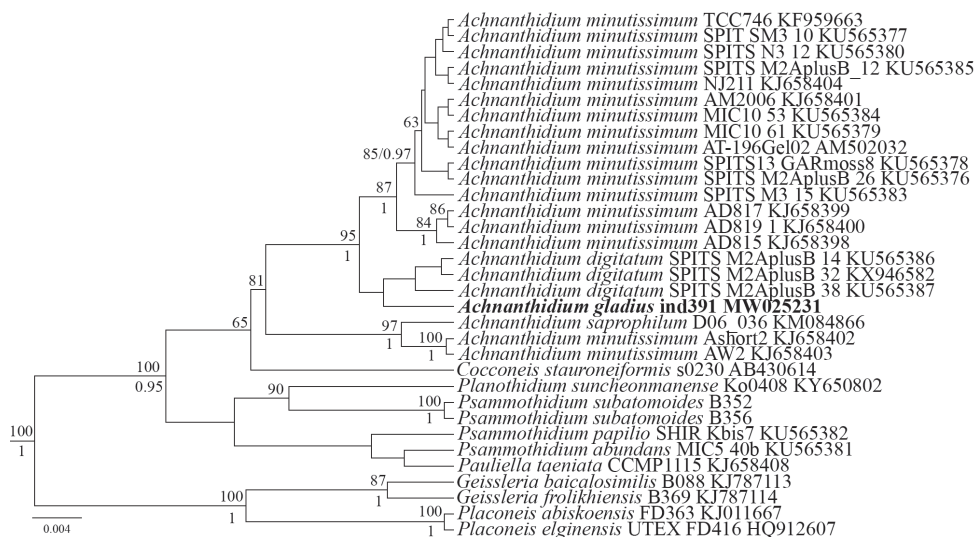 Achnanthidium minutissimum TCC746 KF959663
Achnanthidium minutissimum SPIT SM3 10 KU565377
Achnanthidium minutissimum SPITS N3 12 KU565380
Achnanthidium minutissimum SPITS M2AplusB_12 KU565385
Achnanthidium minutissimum NJ211 KJ658404
Achnanthidium minutissimum AM2006 KJ658401
Achnanthidium minutissimum MIC10 53 KU565384
63
Achnanthidium minutissimum MIC10 61 KU565379
Achnanthidium minutissimum AT-196Gel02 AM502032
85/0.97
Achnanthidium minutissimum SPITS13 GARmoss8 KU565378
Achnanthidium minutissimum SPITS M2AplusB 26 KU565376
87
1
Achnanthidium minutissimum SPITS M3 15 KU565383
86
Achnanthidium minutissimum AD817 KJ658399
84
1
Achnanthidium minutissimum AD819 1 KJ658400
95
1
Achnanthidium minutissimum AD815 KJ658398
Achnanthidium digitatum SPITS M2AplusB 14 KU565386
Achnanthidium digitatum SPITS M2AplusB 32 KX946582
81
Achnanthidium digitatum SPITS M2AplusB 38 KU565387
Achnanthidium gladius ind391 MW025231
65
97
1
Achnanthidium saprophilum D06_036 KM084866
100
1
Achnanthidium minutissimum Ashort2 KJ658402
Achnanthidium minutissimum AW2 KJ658403
100
0.95
Cocconeis stauroneiformis s0230 AB430614
90
Planothidium suncheonmanense Ko0408 KY650802
100
1
Psammothidium subatomoides B352
Psammothidium subatomoides B356
100
1
Psammothidium papilio SHIR Kbis7 KU565382
Psammothidium abundans MIC5 40b KU565381
Pauliella taeniata CCMP1115 KJ658408
87
1
Geissleria baicalosimilis B088 KJ787113
100
1
Geissleria frolikhiensis B369 KJ787114
100
1
Placoneis abiskoensis FD363 KJ011667
Placoneis elginensis UTEX FD416 HQ912607
0.004